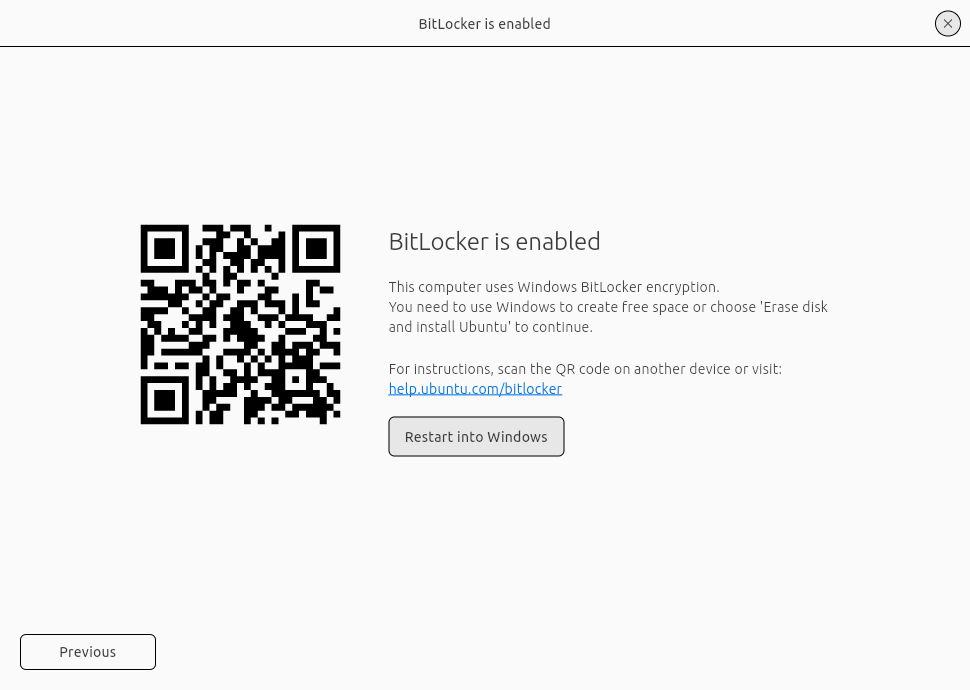 BitLocker is enabled
BitLocker is enabled
This computer uses Windows BitLocker encryption.
You need to use Windows to create free space or choose 'Erase disk
and install Ubuntu' to continue.
For instructions, scan the QR code on another device or visit:
help.ubuntu.com/bitlocker
Restart into Windows
Previous